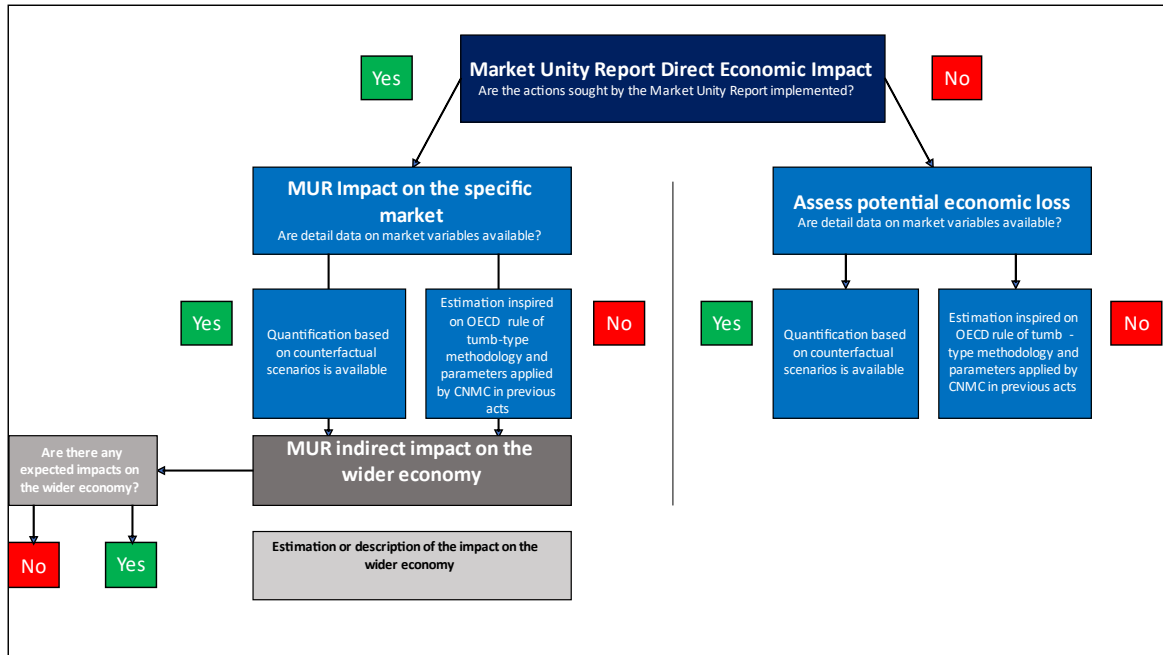 Yes
Market Unity Report Direct Economic Impact
Are the actions sought by the Market Unity Report implemented?
No
MUR Impact on the specific
market
Are detail data on market variables available?
Assess potential economic loss
Are detail data on market variables available?
Yes
Quantification based
on counterfactual
scenarios is available
Estimation inspired
on OECD rule of
tumb-type
methodology and
parameters applied
by CNMC in previous
acts
No
Yes
Quantification based
on counterfactual
scenarios is available
Estimation inspired on
OECD rule of tumb -
type methodology and
parameters applied by
CNMC in previous acts
No
Are there any
expected impacts on
the wider economy?
MUR indirect impact on the
wider economy
No
Yes
Estimation or description of the impact on the
wider economy